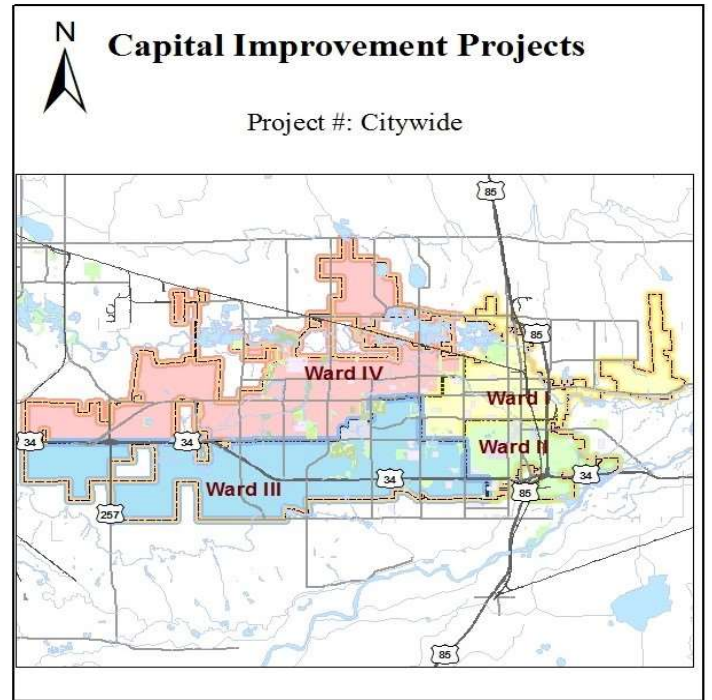 N
Capital Improvement Projects
Project #: Citywide
85
85
Ward IV
Ward I
34
34
Ward II
Ward III
34
34
85
257
85